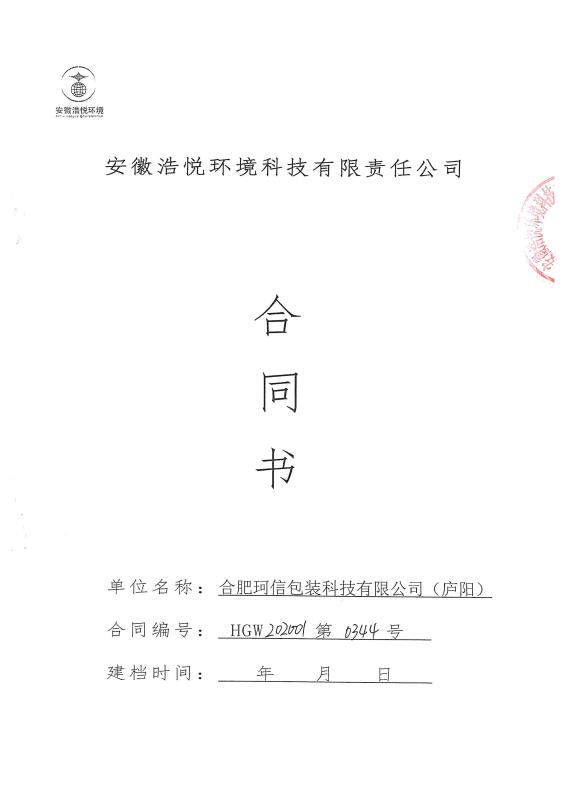 安徽浩悦环境
安徽浩悦环境科技有限责任公司
合
同
书
单位名称：合肥珂信包装科技有限公司（庐阳）
合同编号：HGW202001第0344号
建档时间： 年 月 日